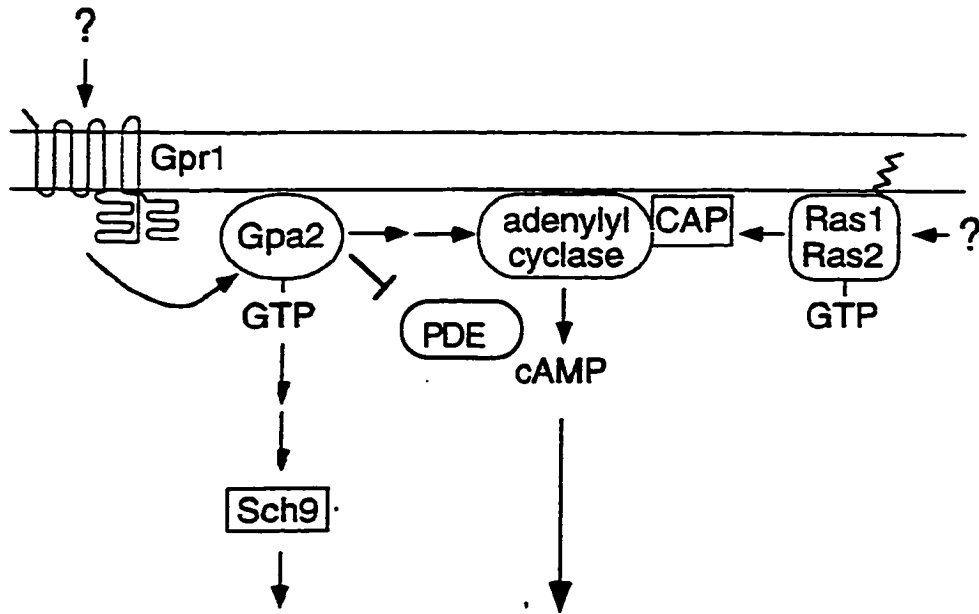 ?
Gpr1
Gpa2
GTP
Sch9
adenylyl
cyclase
CAP
PDE
cAMP
Ras1
Ras2
GTP
?